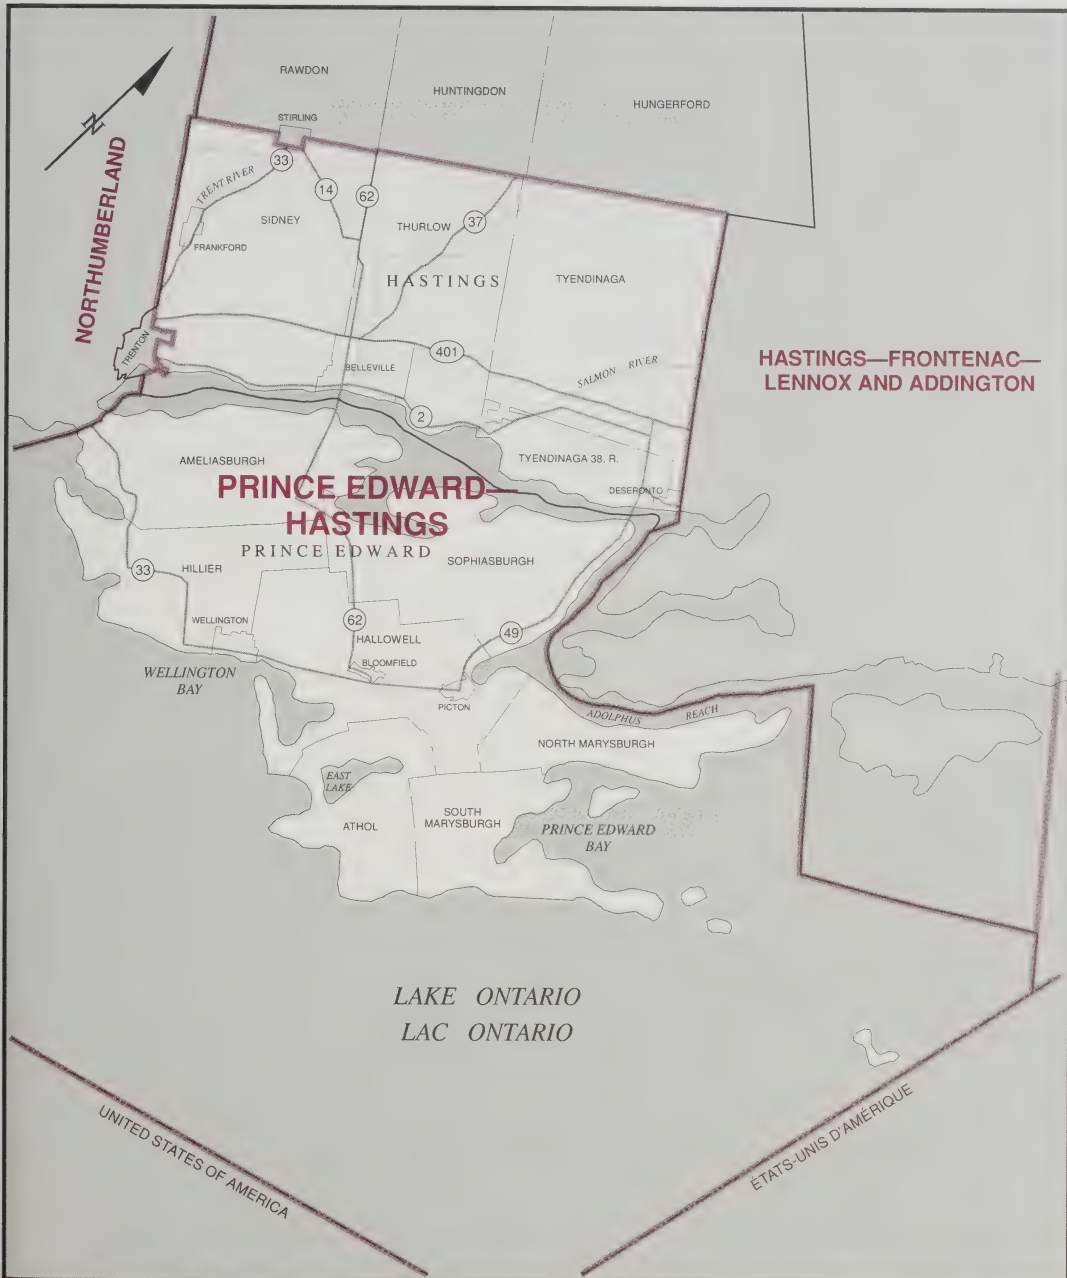 RAWDON
HUNTINGDON
HUNGERFORD
STIRLING
N
33
14
62
37
TRENT RIVER
SIDNEY
THURLOW
FRANKFORD
NORTHUMBERLAND
HASTINGS
TYENDINAGA
TRENTON
401
BELLEVILLE
SALMON RIVER
HASTINGS—FRONTENAC—
LENNOX AND ADDINGTON
2
AMELIASBURGH
TYENDINAGA 38. R.
DESERONTO
PRINCE EDWARD—
HASTINGS
PRINCE EDWARD
SOPHIASBURGH
33
HILLIER
WELLINGTON
62
HALLOWELL
49
BLOOMFIELD
WELLINGTON
BAY
PICTON
ADOLPHUS REACH
NORTH MARYSBURGH
EAST
LAKE
ATHOL
SOUTH
MARYSBURGH
PRINCE EDWARD
BAY
LAKE ONTARIO
LAC ONTARIO
UNITED STATES OF AMERICA
ÉTATS-UNIS D'AMÉRIQUE